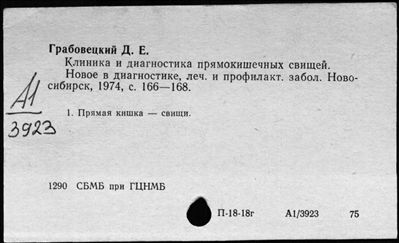 Грабовецкий Д. Е.
Клиника и диагностика прямокишечных свищей.
Новое в диагностике, леч. и профилакт. забол. Ново-
сибирск, 1974, с. 166—168.
А1
3923
1. Прямая кишка — свищи.
1290 СБМБ при ГЦНМБ
П-18-18г А1/3923 75